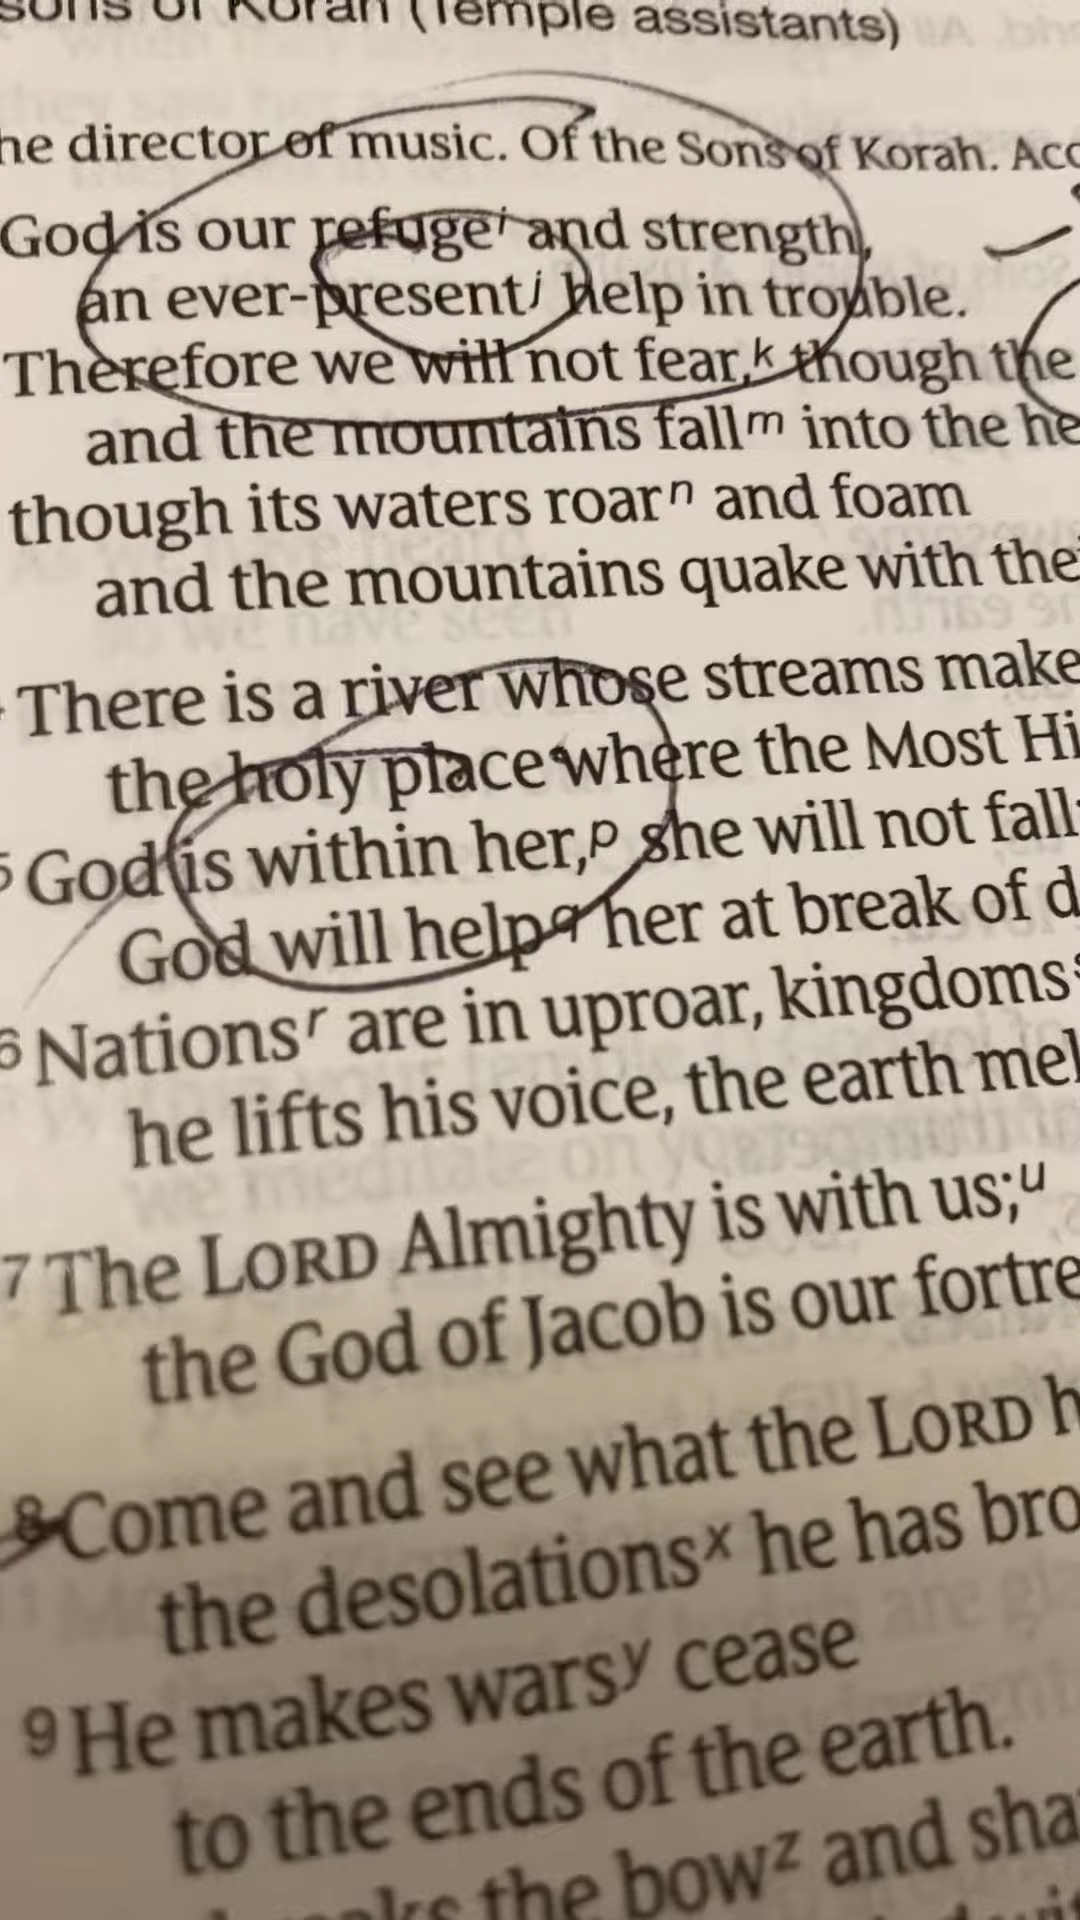 sons of Korah (Temple assistants)
he director of music. Of the Sons of Korah. Acc
God is our refugeⁱ and strength,
an ever-presentʲ help in trouble.
Therefore we will not fear,ᵏ though the
and the mountains fallᵐ into the he
though its waters roarⁿ and foam
and the mountains quake with the
There is a river whose streams make
the holy place where the Most Hi
5 God is within her,ᵖ she will not fall;
God will help q her at break of d
6 Nationsʳ are in uproar, kingdomsˢ
he lifts his voice, the earth mel
7 The LORD Almighty is with us;ᵘ
the God of Jacob is our fortre
8 Come and see what the LORD h
the desolationsˣ he has bro
9 He makes warsʸ cease
to the ends of the earth.
the bowᶻ and sha